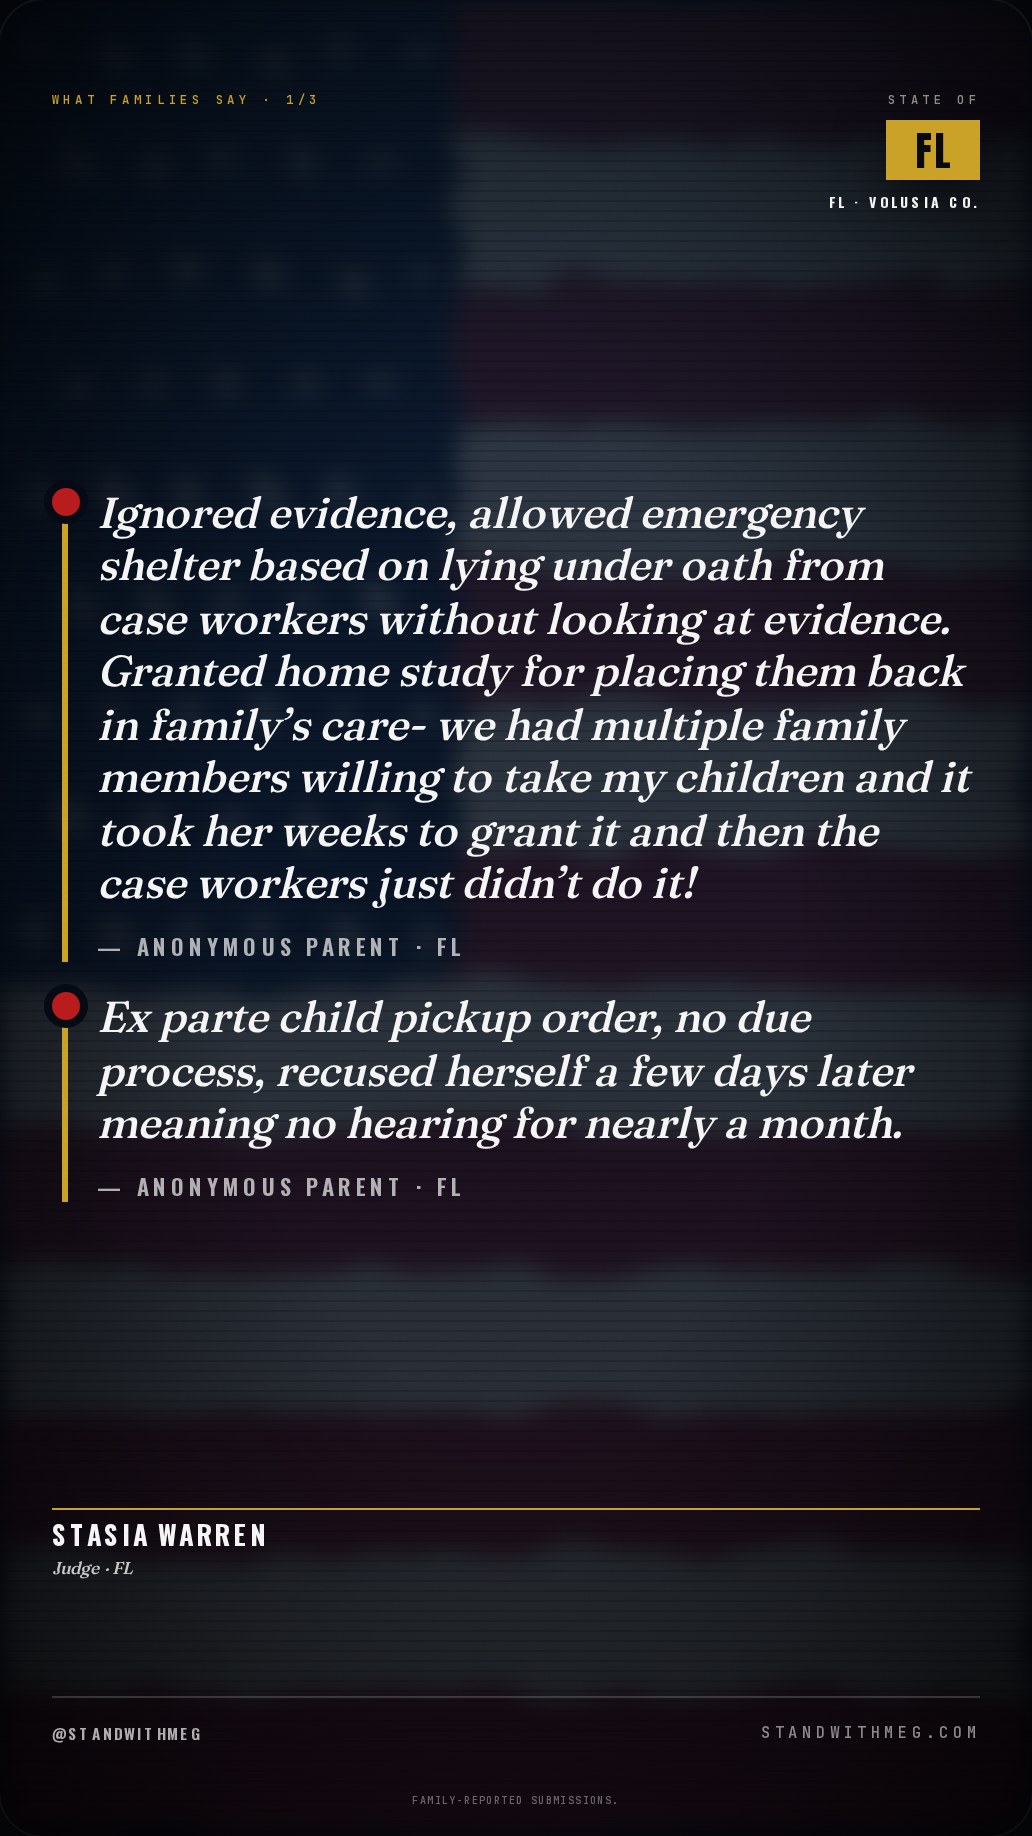 WHAT FAMILIES SAY · 1/3
STATE OF
FL
FL · VOLUSIA CO.
Ignored evidence, allowed emergency
shelter based on lying under oath from
case workers without looking at evidence.
Granted home study for placing them back
in family’s care- we had multiple family
members willing to take my children and it
took her weeks to grant it and then the
case workers just didn’t do it!
— ANONYMOUS PARENT · FL
Ex parte child pickup order, no due
process, recused herself a few days later
meaning no hearing for nearly a month.
— ANONYMOUS PARENT · FL
STASIA WARREN
Judge · FL
@STANDWITHMEG
STANDWITHMEG.COM
FAMILY-REPORTED SUBMISSIONS.